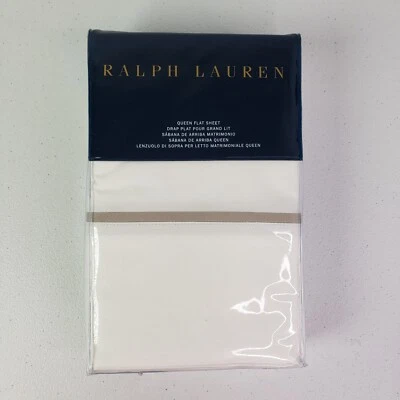 RALPH LAUREN
QUEEN FLAT SHEET
DRAP PLAT POUR GRAND LIT
SÁBANA DE ARRIBA MATRIMONIO
SÁBANA DE ARRIBA QUEEN
LENZUOLO DI SOPRA PER LETTO MATRIMONIALE QUEEN